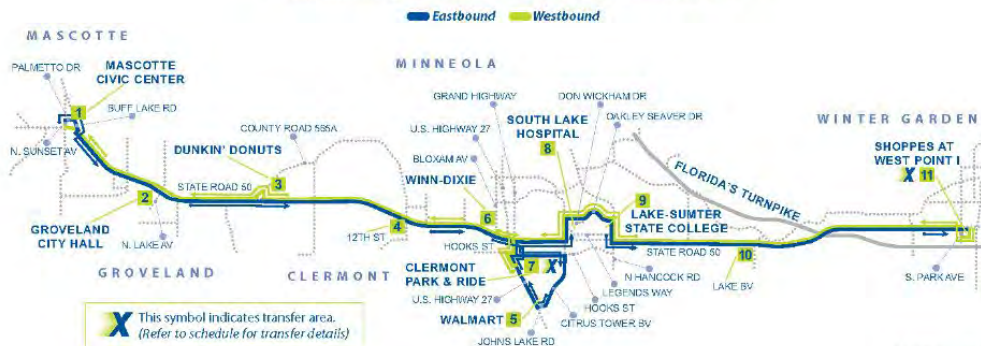 Eastbound Westbound
MASCOTTE
PALMETTO DR
MASCOTTE
CIVIC CENTER
1
BUFF LAKE RD
N. SUNSET AV
MINNEOLA
GRAND HIGHWAY
DON WICKHAM DR
U.S. HIGHWAY 27
SOUTH LAKE
HOSPITAL
8
OAKLEY SEAVER DR
WINTER GARDEN
SHOPPES AT
WEST POINT I
X 11
COUNTY ROAD 565A
DUNKIN' DONUTS
3
BLOXAM AV
WINN-DIXIE
6
FLORIDA'S TURNPIKE
STATE ROAD 50
2
GROVELAND
CITY HALL
N. LAKE AV
GROVELAND
4
12TH ST
CLERMONT
HOOKS ST
CLERMONT
PARK & RIDE
7 X
9
LAKE-SUMTER
STATE COLLEGE
STATE ROAD 50
10
LAKE BV
S. PARK AVE
N HANCOCK RD
LEGENDS WAY
HOOKS ST
CITRUS TOWER BV
U.S. HIGHWAY 27
WALMART 5
JOHNS LAKE RD
X This symbol indicates transfer area.
(Refer to schedule for transfer details)